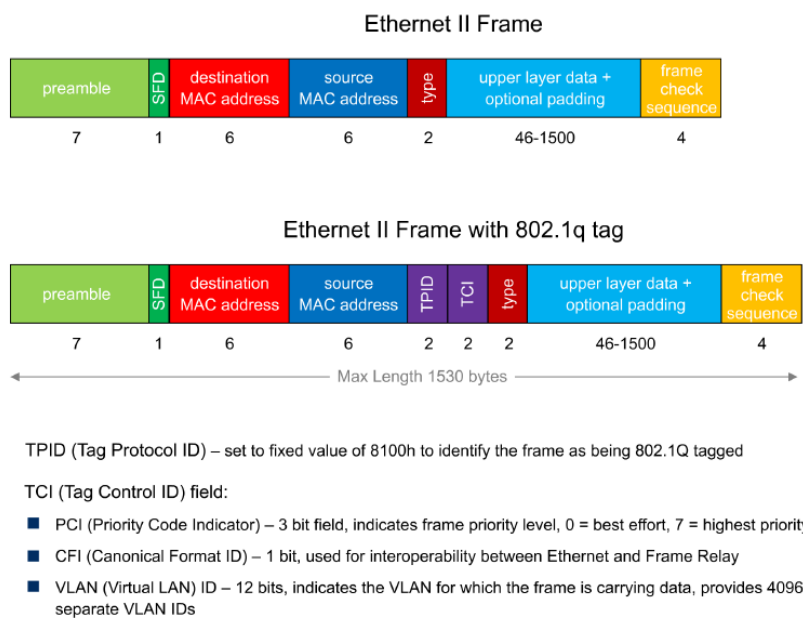 Ethernet II Frame
preamble
SFD
destination
MAC address
source
MAC address
type
upper layer data +
optional padding
frame
check
sequence
7 1 6 6 2 46-1500 4
Ethernet II Frame with 802.1q tag
preamble
SFD
destination
MAC address
source
MAC address
TPID
TCI
type
upper layer data +
optional padding
frame
check
sequence
7 1 6 6 2 2 2 46-1500 4
Max Length 1530 bytes
TPID (Tag Protocol ID) – set to fixed value of 8100h to identify the frame as being 802.1Q tagged
TCI (Tag Control ID) field:
PCI (Priority Code Indicator) – 3 bit field, indicates frame priority level, 0 = best effort, 7 = highest priority
CFI (Canonical Format ID) – 1 bit, used for interoperability between Ethernet and Frame Relay
VLAN (Virtual LAN) ID – 12 bits, indicates the VLAN for which the frame is carrying data, provides 4096
separate VLAN IDs